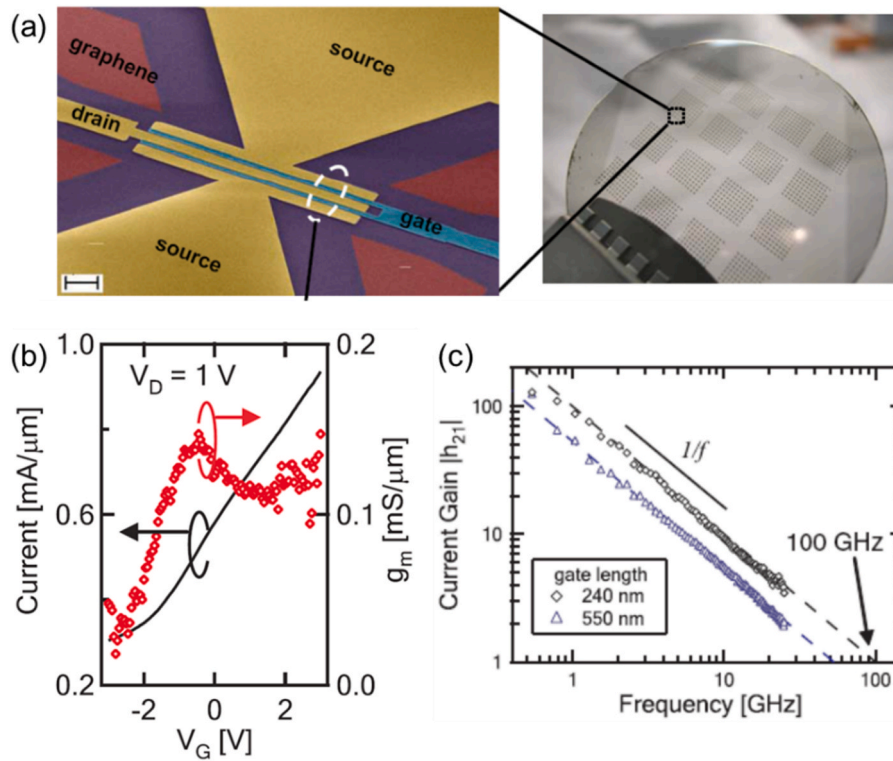 (a)
graphene
source
drain
gate
source
(b)
1.0
0.6
0.2
Current [mA/μm]
V_D = 1 V
0.2
0.1
0.0
g_m [mS/μm]
-2
0
2
V_G [V]
(c)
100
10
1
Current Gain |h_21|
1/f
100 GHz
gate length
240 nm
550 nm
1
10
100
Frequency [GHz]